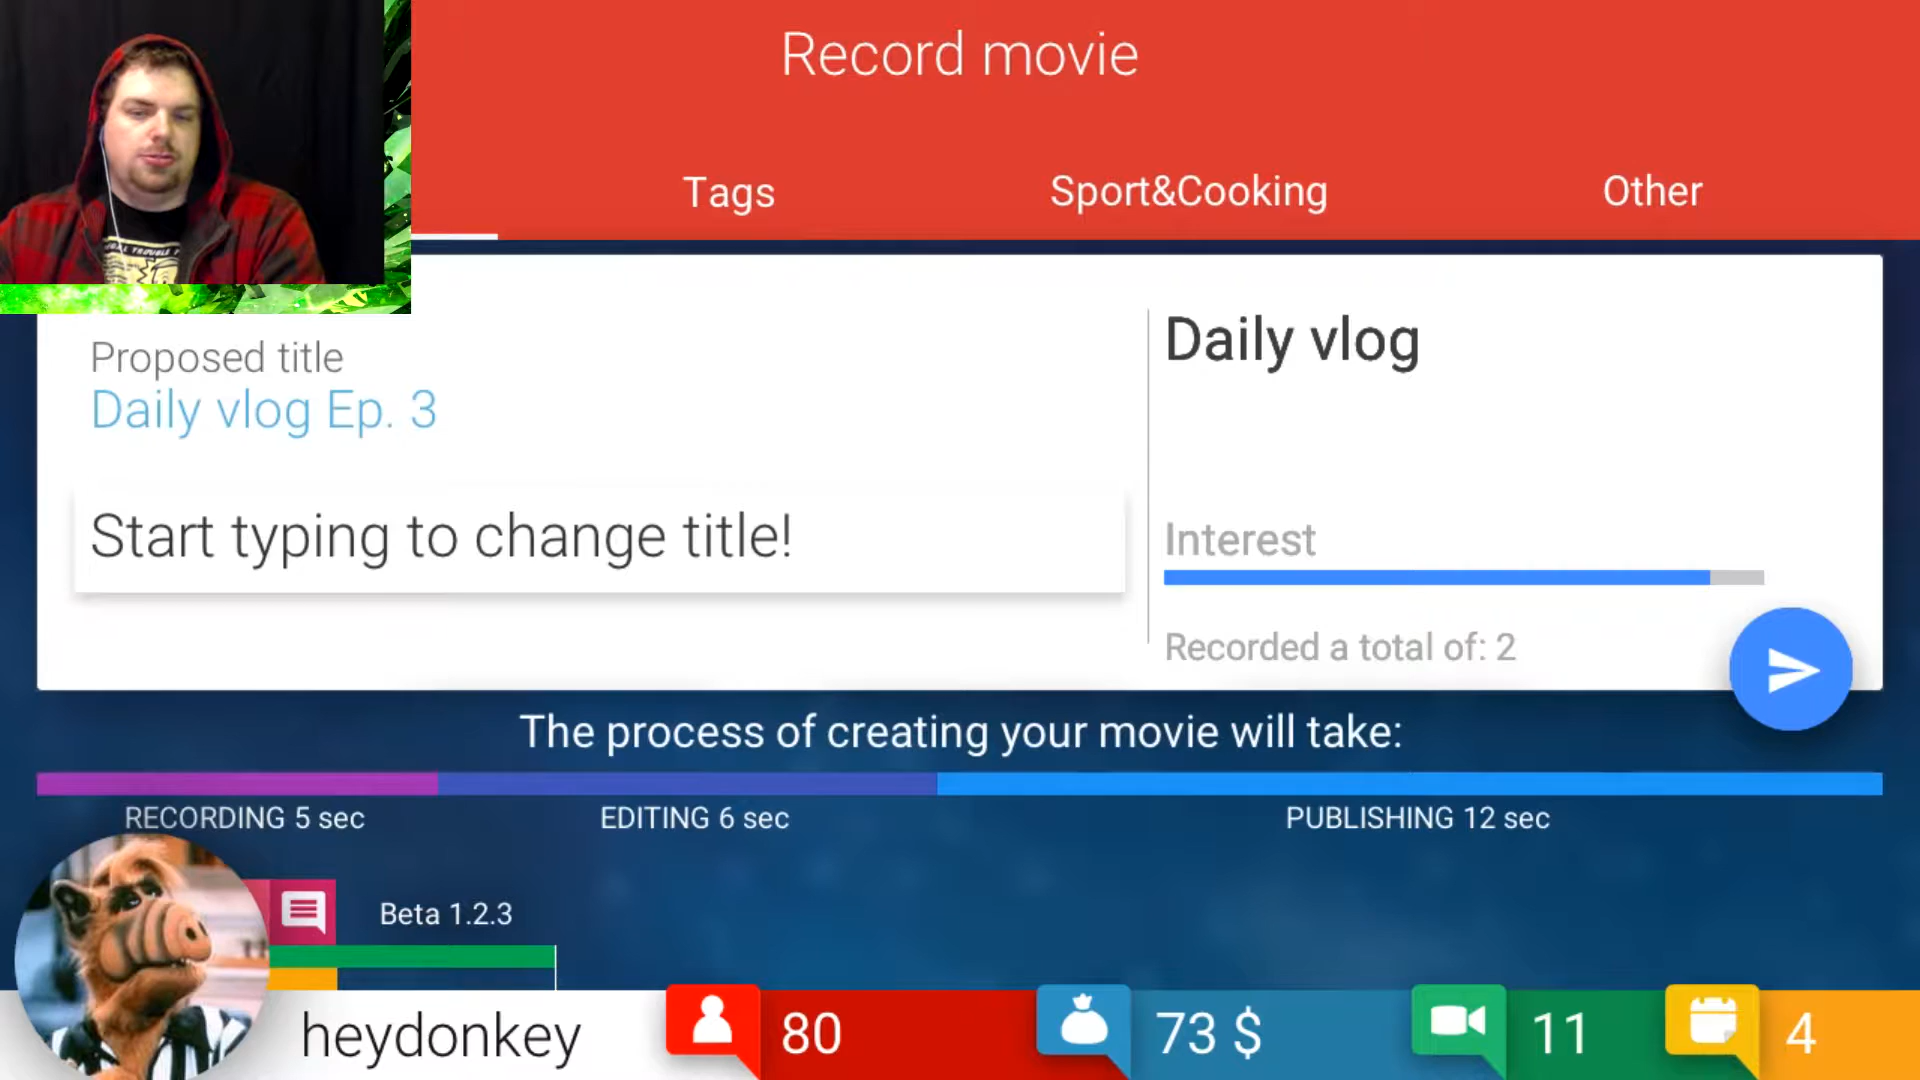 Record movie
Tags
Sport&Cooking
Other
Proposed title
Daily vlog Ep. 3
Start typing to change title!
Daily vlog
Interest
Recorded a total of: 2
The process of creating your movie will take:
RECORDING 5 sec
EDITING 6 sec
PUBLISHING 12 sec
Beta 1.2.3
heydonkey
80
73 $
11
4